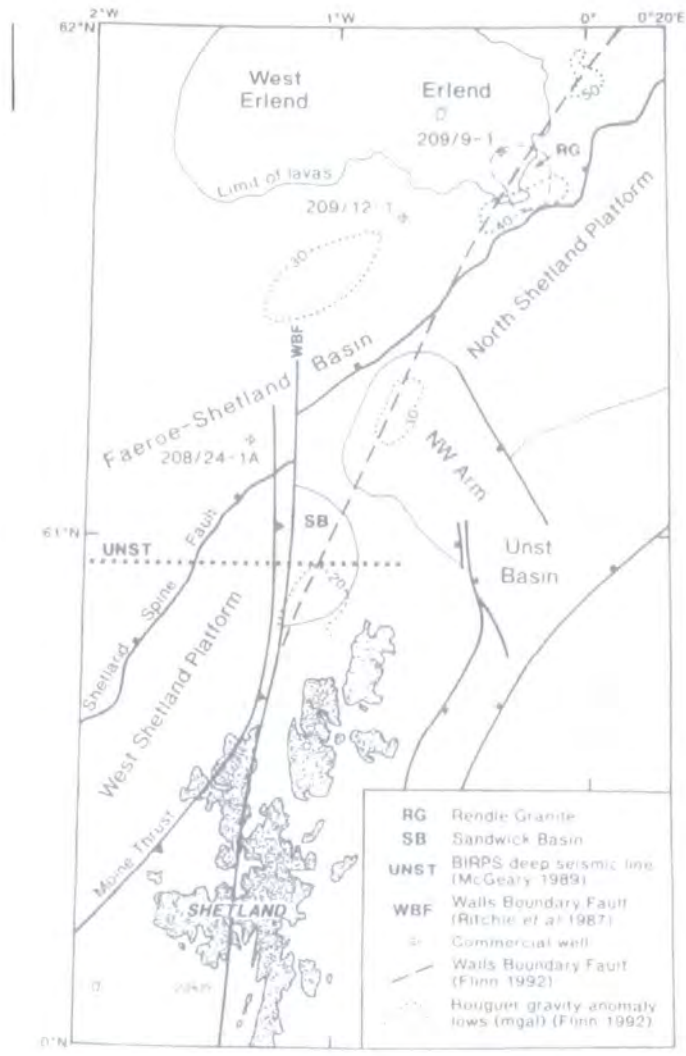 2°W
1°W
0°
0°20'E
62°N
West
Erlend
Erlend
209/9-1
50
RG
Limit of lavas
40
209/12-1
30
North Shetland Platform
WBF
Faeroe-Shetland Basin
NW Arm
208/24-1A
SB
61°N
UNST
Unst
Basin
20
Shetland Spine Fault
West Shetland Platform
Moine Thrust
SHETLAND
0°N
RG Rendle Granite
SB Sandwick Basin
UNST BIRPS deep seismic line
(McGeary 1989)
WBF Walls Boundary Fault
(Ritchie et al 1987)
Commercial well
Walls Boundary Fault
(Flinn 1992)
Bouguer gravity anomaly
lows (mgal) (Flinn 1992)